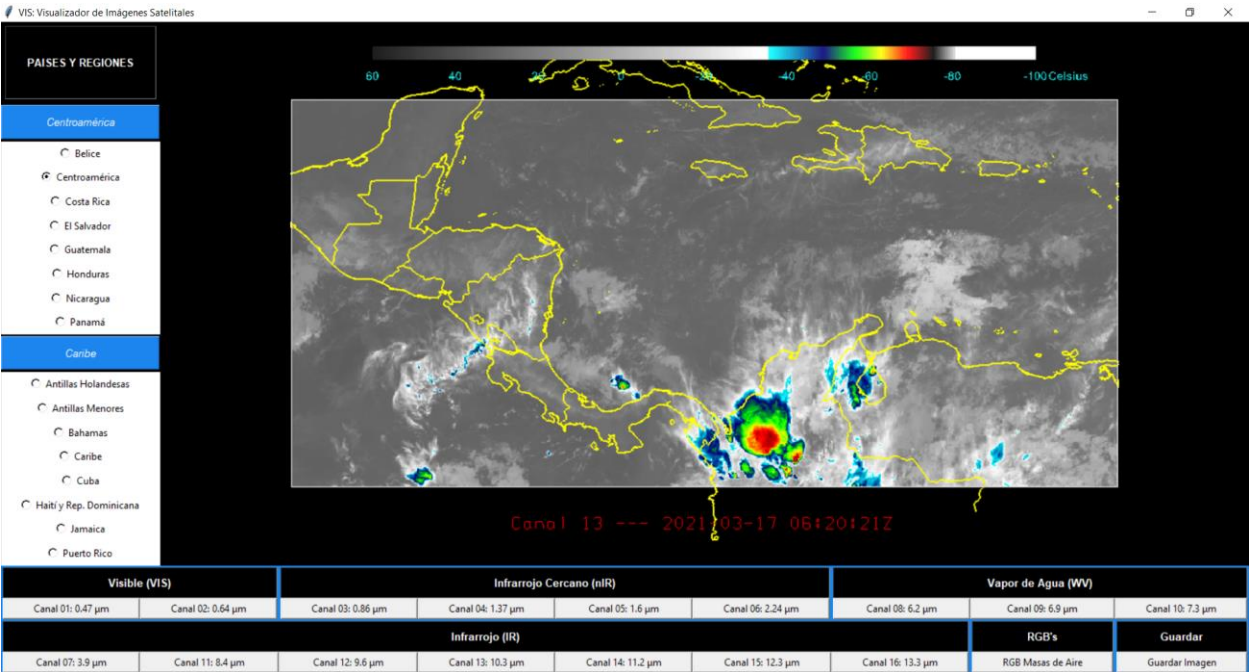 VIS: Visualizador de Imágenes Satelitales
PAISES Y REGIONES
60 40 20 0 -20 -40 -60 -80 -100 Celsius
Centroamérica
Belice
Centroamérica
Costa Rica
El Salvador
Guatemala
Honduras
Nicaragua
Panamá
Caribe
Antillas Holandesas
Antillas Menores
Bahamas
Caribe
Cuba
Haití y Rep. Dominicana
Jamaica
Puerto Rico
Canal 13 --- 2021-03-17 06:20:21Z
Visible (VIS) Infrarrojo Cercano (nIR) Vapor de Agua (WV)
Canal 01: 0.47 µm Canal 02: 0.64 µm Canal 03: 0.86 µm Canal 04: 1.37 µm Canal 05: 1.6 µm Canal 06: 2.24 µm Canal 08: 6.2 µm Canal 09: 6.9 µm Canal 10: 7.3 µm
Infrarrojo (IR) RGB's Guardar
Canal 07: 3.9 µm Canal 11: 8.4 µm Canal 12: 9.6 µm Canal 13: 10.3 µm Canal 14: 11.2 µm Canal 15: 12.3 µm Canal 16: 13.3 µm RGB Masas de Aire Guardar Imagen